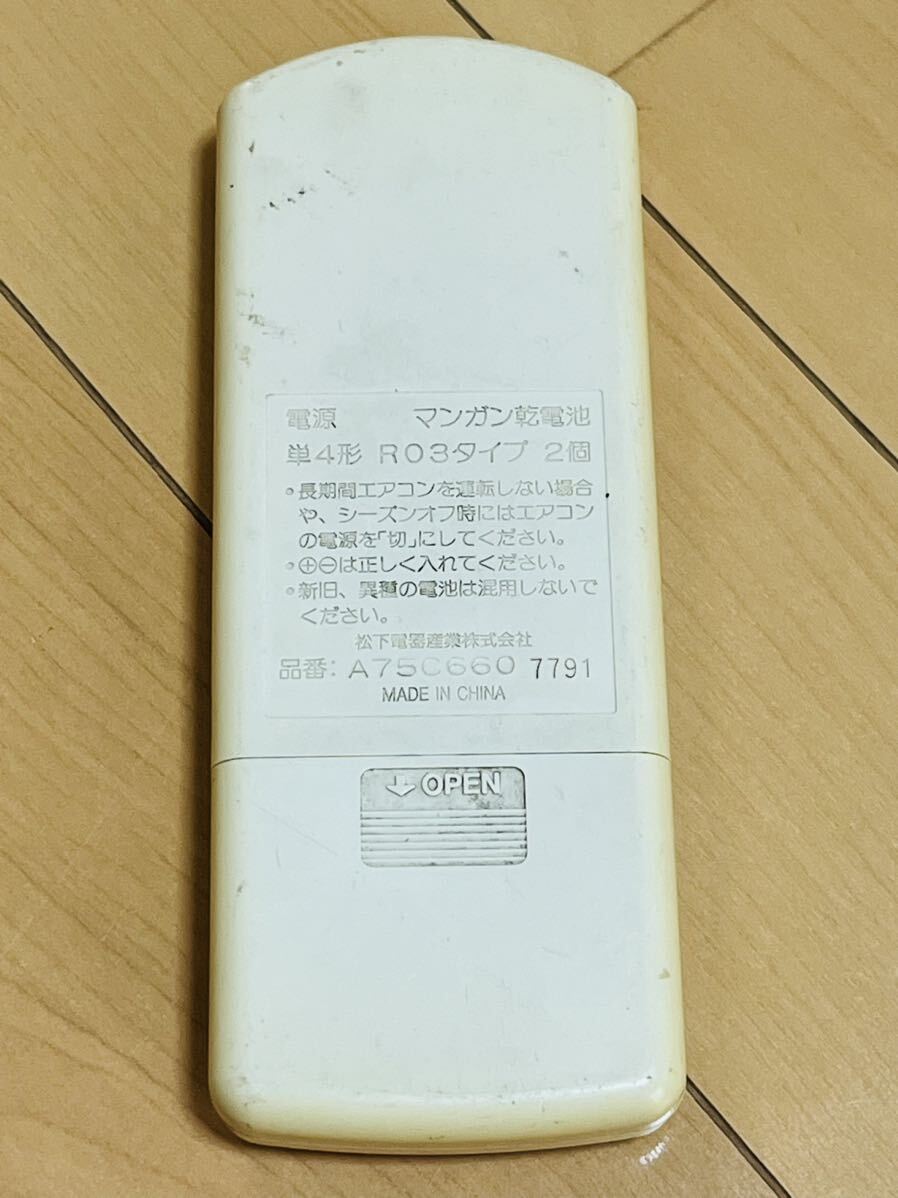 電源 マンガン乾電池
単4形 R03タイプ 2個
•長期間エアコンを運転しない場合
や、シーズンオフ時にはエアコン
の電源を「切」にしてください。
•⊕⊖は正しく入れてください。
•新旧、異種の電池は混用しないで
ください。
松下電器産業株式会社
品番: A75C660 7791
MADE IN CHINA
↓ OPEN